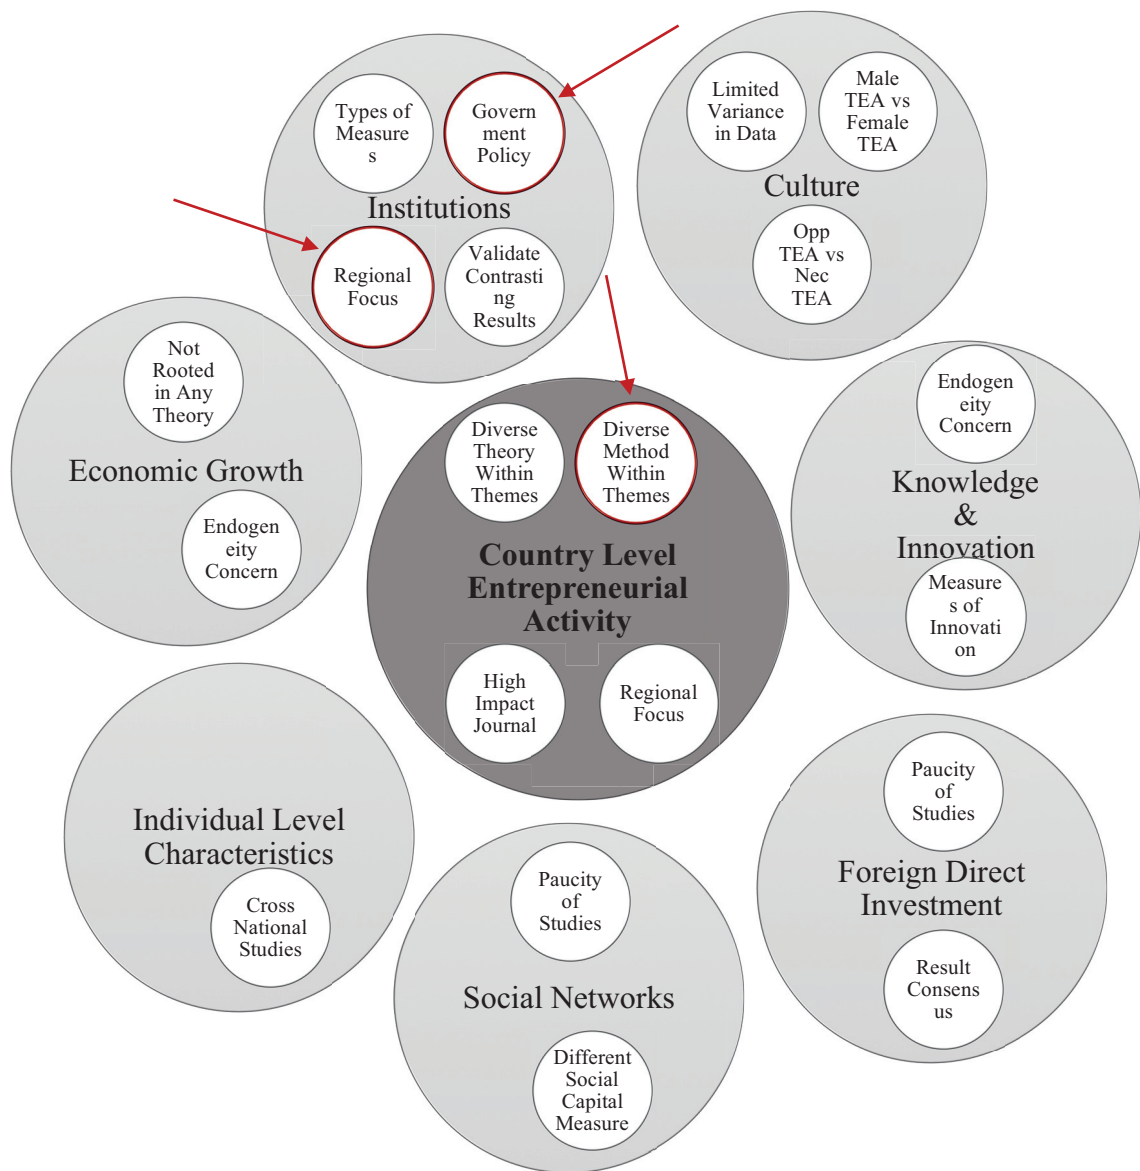 Types of
Measure
s
Govern
ment
Policy
Institutions
Regional
Focus
Validate
Contrasti
ng
Results
Limited
Variance
in Data
Male
TEA vs
Female
TEA
Culture
Opp
TEA vs
Nec
TEA
Not
Rooted
in Any
Theory
Economic Growth
Endogen
eity
Concern
Diverse
Theory
Within
Themes
Diverse
Method
Within
Themes
Country Level
Entrepreneurial
Activity
High
Impact
Journal
Regional
Focus
Endogen
eity
Concern
Knowledge
&
Innovation
Measure
s of
Innovati
on
Individual Level
Characteristics
Cross
National
Studies
Paucity
of
Studies
Social Networks
Different
Social
Capital
Measure
Paucity
of
Studies
Foreign Direct
Investment
Result
Consens
us